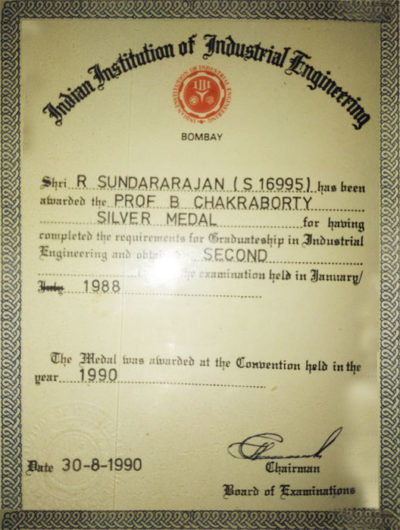 Indian Institution of Industrial Engineering
BOMBAY
Shri R SUNDARARAJAN (S 16995) has been
awarded the PROF B CHAKRABORTY
SILVER MEDAL for having
completed the requirements for Graduateship in Industrial
Engineering and SECOND
the examination held in January/
July 1988
The Medal was awarded at the Convention held in the
year 1990
Date 30-8-1990
Chairman
Board of Examinations